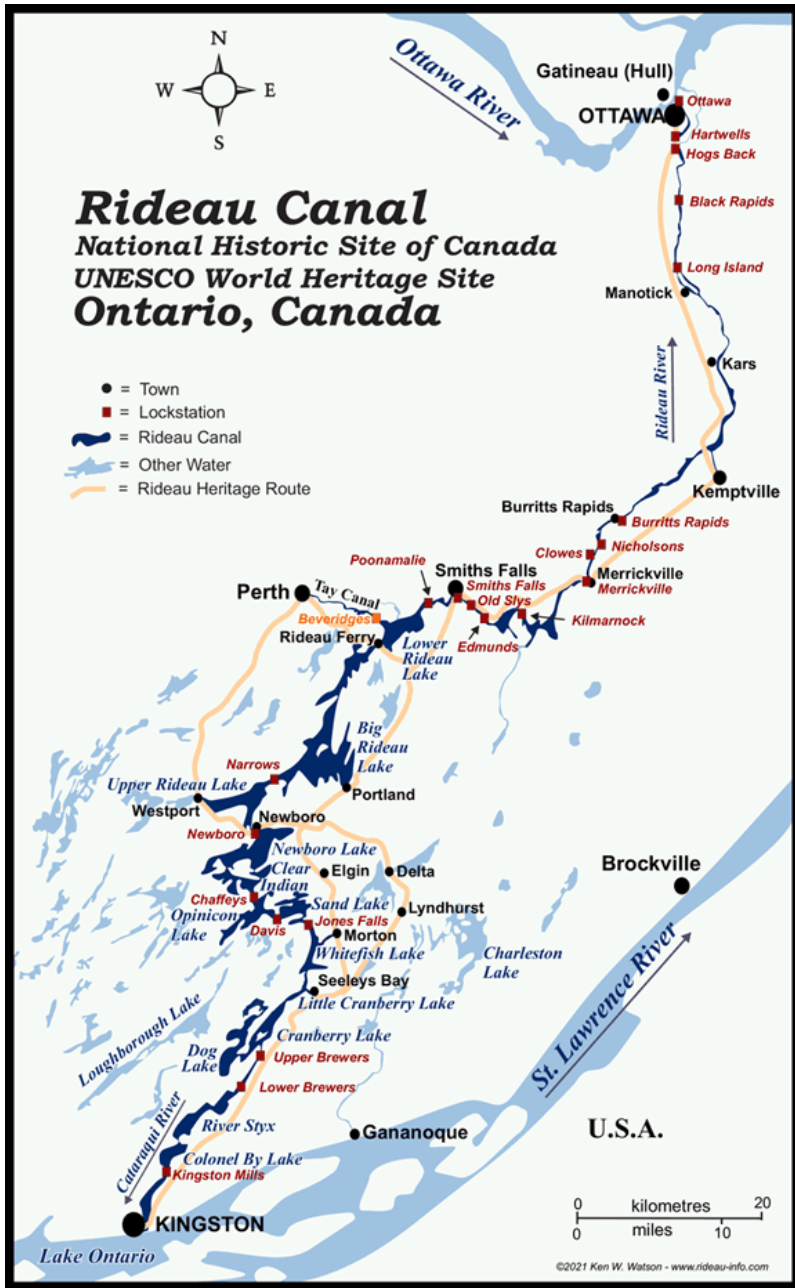 N
W
E
S
Ottawa River
Gatineau (Hull)
Ottawa
OTTAWA
Hartwells
Hogs Back
Rideau Canal
National Historic Site of Canada
UNESCO World Heritage Site
Ontario, Canada
Black Rapids
Long Island
Manotick
Kars
Rideau River
= Town
= Lockstation
= Rideau Canal
= Other Water
= Rideau Heritage Route
Kemptville
Burritts Rapids
Burritts Rapids
Nicholsons
Clowes
Merrickville
Merrickville
Poonamalie
Smiths Falls
Smiths Falls
Old Slys
Edmunds
Kilmarnock
Perth
Tay Canal
Beveridges
Rideau Ferry
Lower
Rideau
Lake
Big
Rideau
Lake
Narrows
Upper Rideau Lake
Portland
Westport
Newboro
Newboro
Newboro Lake
Clear
Indian
Elgin
Delta
Brockville
Chaffeys
Sand Lake
Lyndhurst
Opinicon
Lake
Davis
Jones Falls
Morton
Whitefish Lake
Charleston
Lake
Seeleys Bay
Little Cranberry Lake
Loughborough Lake
Cranberry Lake
Dog
Lake
Upper Brewers
Lower Brewers
St. Lawrence River
River Styx
Gananoque
U.S.A.
Cataraqui River
Colonel By Lake
Kingston Mills
KINGSTON
Lake Ontario
0 20
kilometres
miles
0 10
©2021 Ken W. Watson - www.rideau-info.com